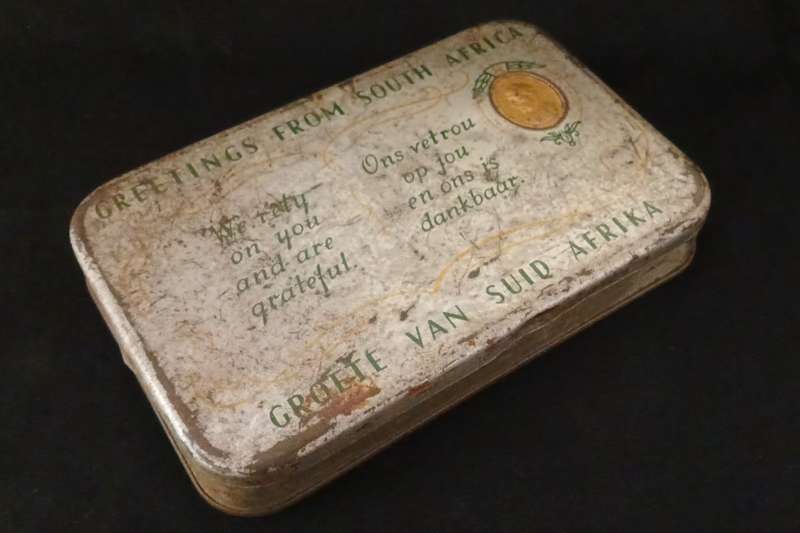 GREETINGS FROM SOUTH AFRICA
We rely
on you
and are
grateful.
Ons vetrou
op jou
en ons is
dankbaar.
GROETE VAN SUID AFRIKA